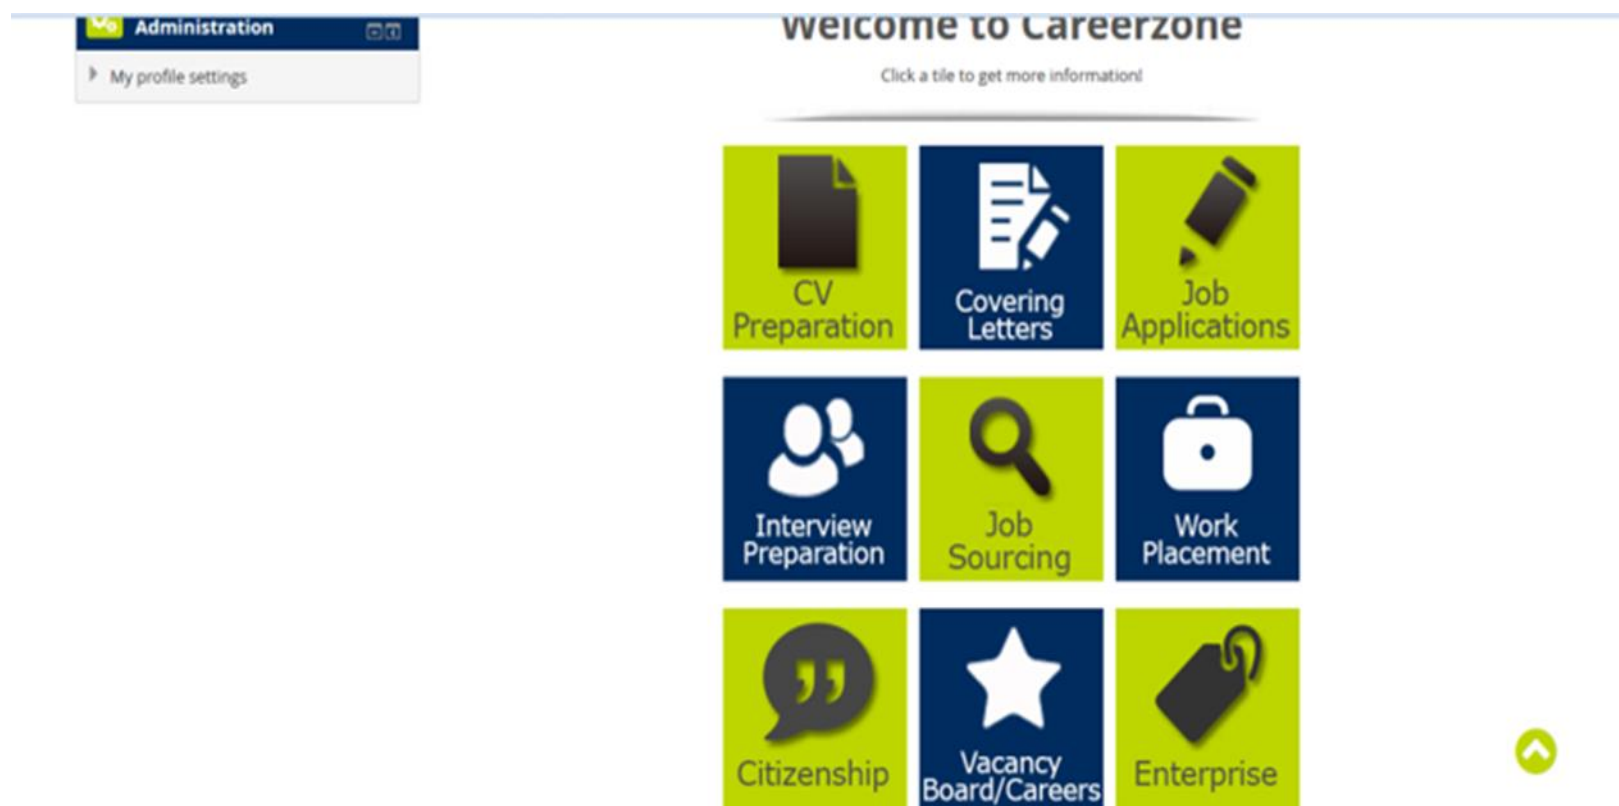 Administration
My profile settings
Welcome to Careerzone
Click a tile to get more information!
CV
Preparation
Covering
Letters
Job
Applications
Interview
Preparation
Job
Sourcing
Work
Placement
Citizenship
Vacancy
Board/Careers
Enterprise